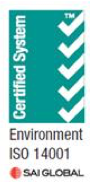 Certified System
TM
Environment
ISO 14001
SAI GLOBAL